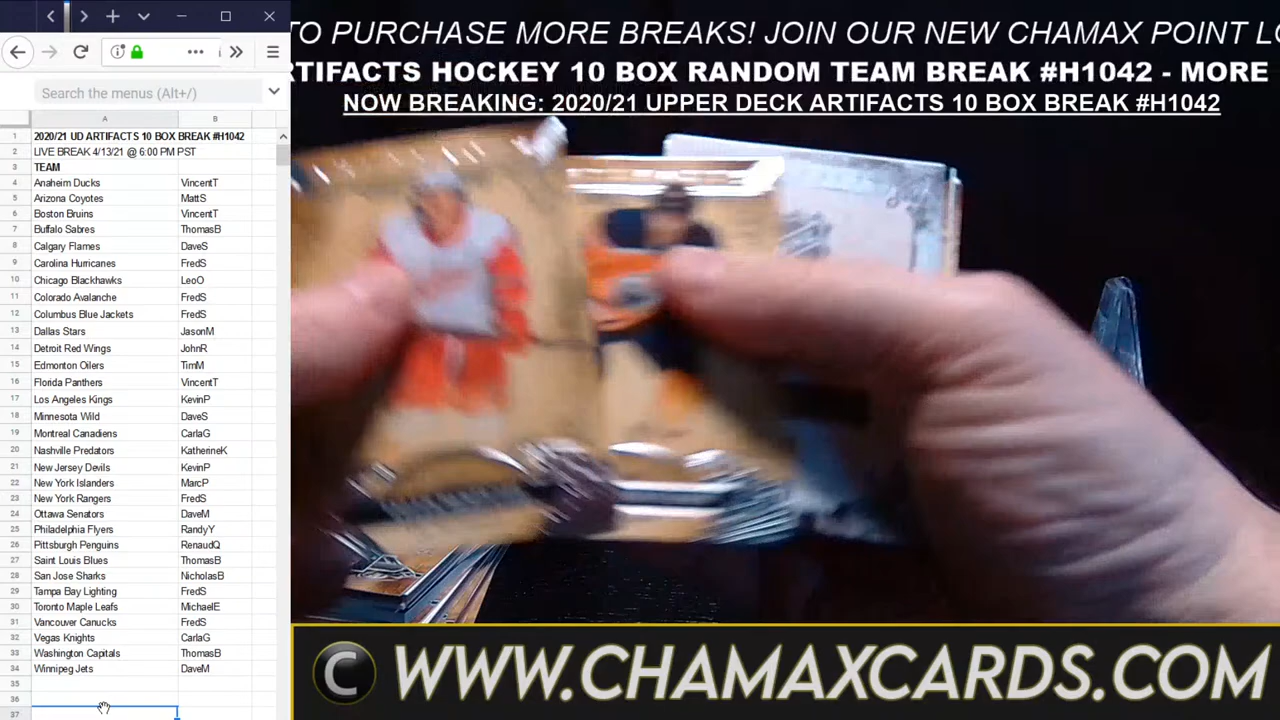 TO PURCHASE MORE BREAKS! JOIN OUR NEW CHAMAX POINT
RTIFACTS HOCKEY 10 BOX RANDOM TEAM BREAK #H1042 - MORE
NOW BREAKING: 2020/21 UPPER DECK ARTIFACTS 10 BOX BREAK #H1042
Search the menus (Alt+/)
A B
1 2020/21 UD ARTIFACTS 10 BOX BREAK #H1042
2 LIVE BREAK 4/13/21 @ 6:00 PM PST
3 TEAM
4 Anaheim Ducks VincentT
5 Arizona Coyotes MattS
6 Boston Bruins VincentT
7 Buffalo Sabres ThomasB
8 Calgary Flames DaveS
9 Carolina Hurricanes FredS
10 Chicago Blackhawks LeoO
11 Colorado Avalanche FredS
12 Columbus Blue Jackets FredS
13 Dallas Stars JasonM
14 Detroit Red Wings JohnR
15 Edmonton Oilers TimM
16 Florida Panthers VincentT
17 Los Angeles Kings KevinP
18 Minnesota Wild DaveS
19 Montreal Canadiens CarlaG
20 Nashville Predators KatherineK
21 New Jersey Devils KevinP
22 New York Islanders MarcP
23 New York Rangers FredS
24 Ottawa Senators DaveM
25 Philadelphia Flyers RandyY
26 Pittsburgh Penguins RenaudQ
27 Saint Louis Blues ThomasB
28 San Jose Sharks NicholasB
29 Tampa Bay Lighting FredS
30 Toronto Maple Leafs MichaelE
31 Vancouver Canucks FredS
32 Vegas Knights CarlaG
33 Washington Capitals ThomasB
34 Winnipeg Jets DaveM
35
36
37
C WWW.CHAMAXCARDS.COM